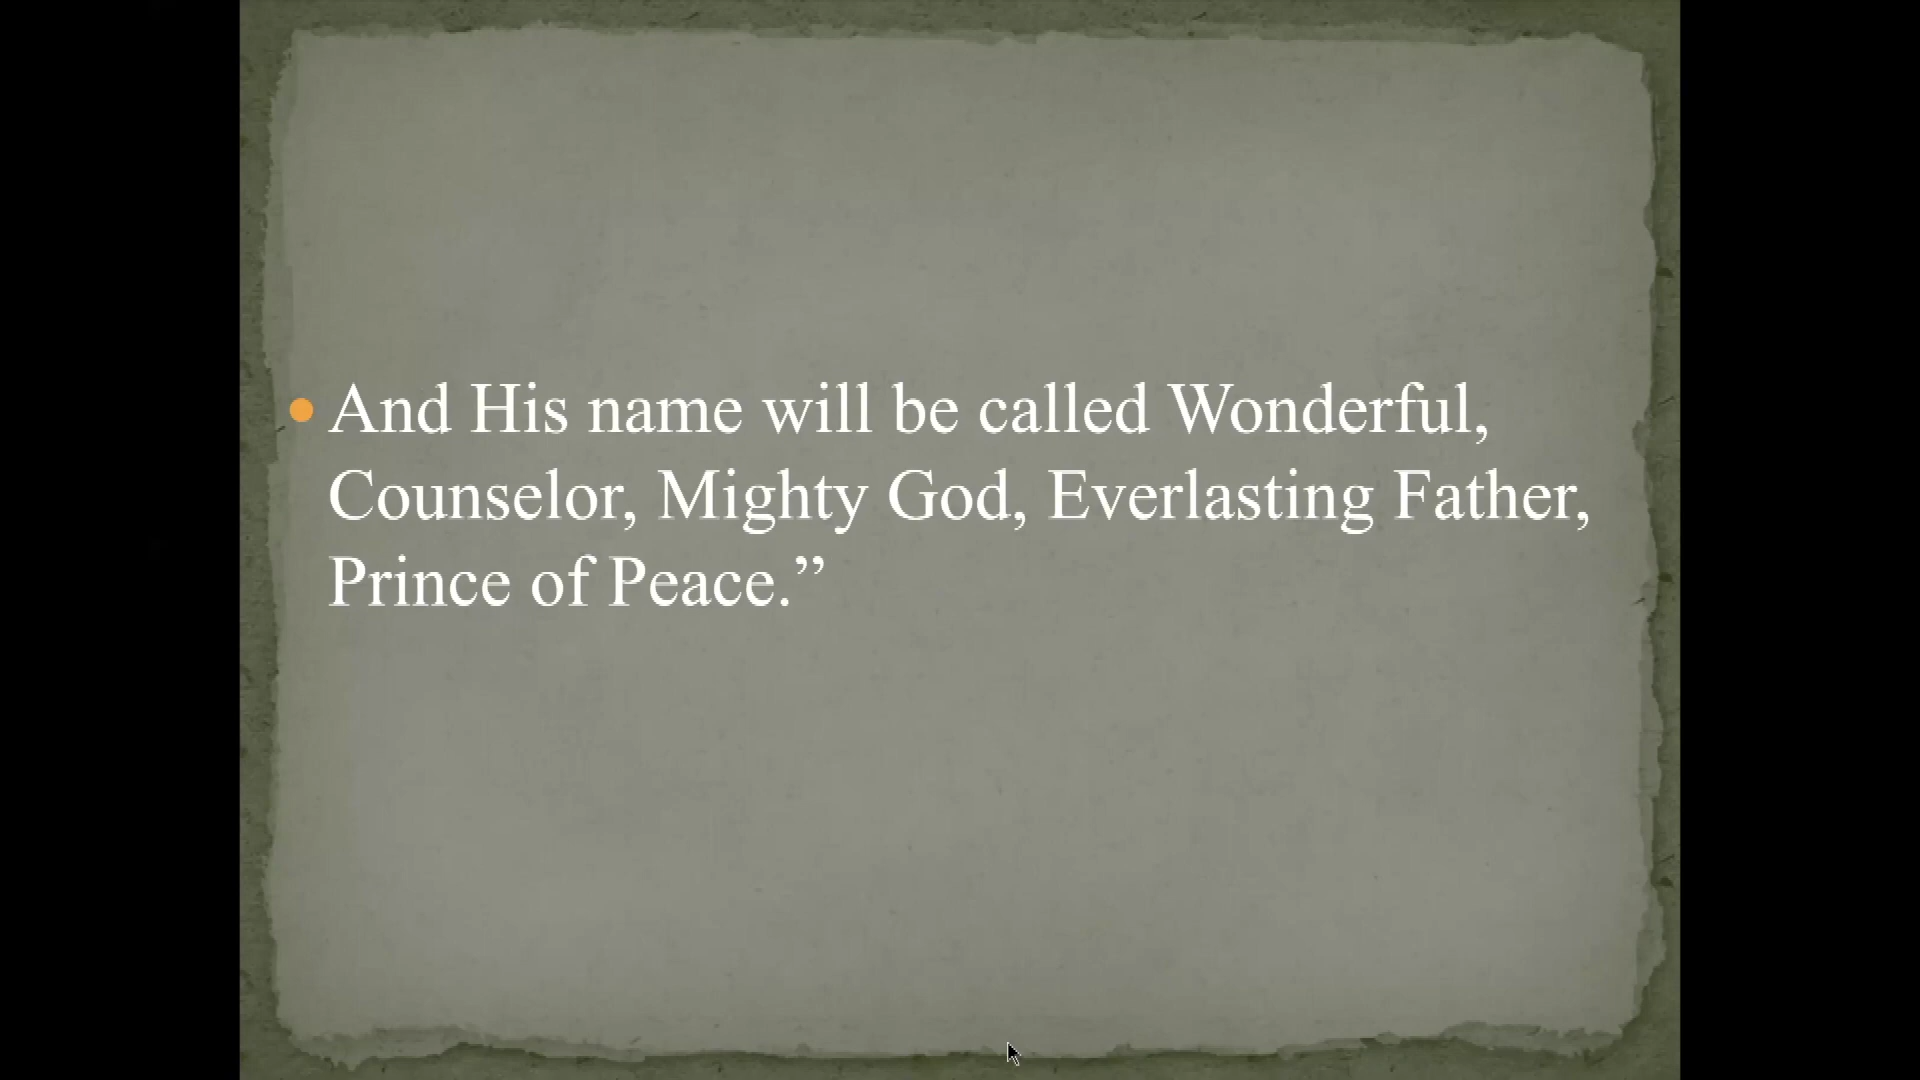 • And His name will be called Wonderful,
Counselor, Mighty God, Everlasting Father,
Prince of Peace.”